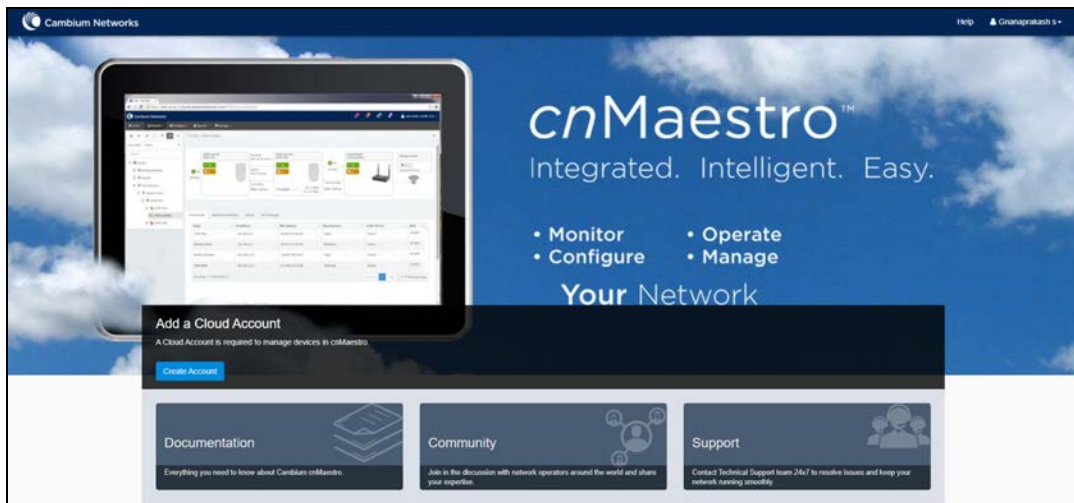 Cambium Networks
Help
Gnanaprakash s
cnMaestro™
Integrated. Intelligent. Easy.
• Monitor
• Operate
• Configure
• Manage
Your Network
Add a Cloud Account
A Cloud Account is required to manage devices in cnMaestro.
Create Account
Documentation
Everything you need to know about Cambium cnMaestro.
Community
Join in the discussion with network operators around the world and share
your expertise.
Support
Contact Technical Support team 24x7 to resolve issues and keep your
network running smoothly.